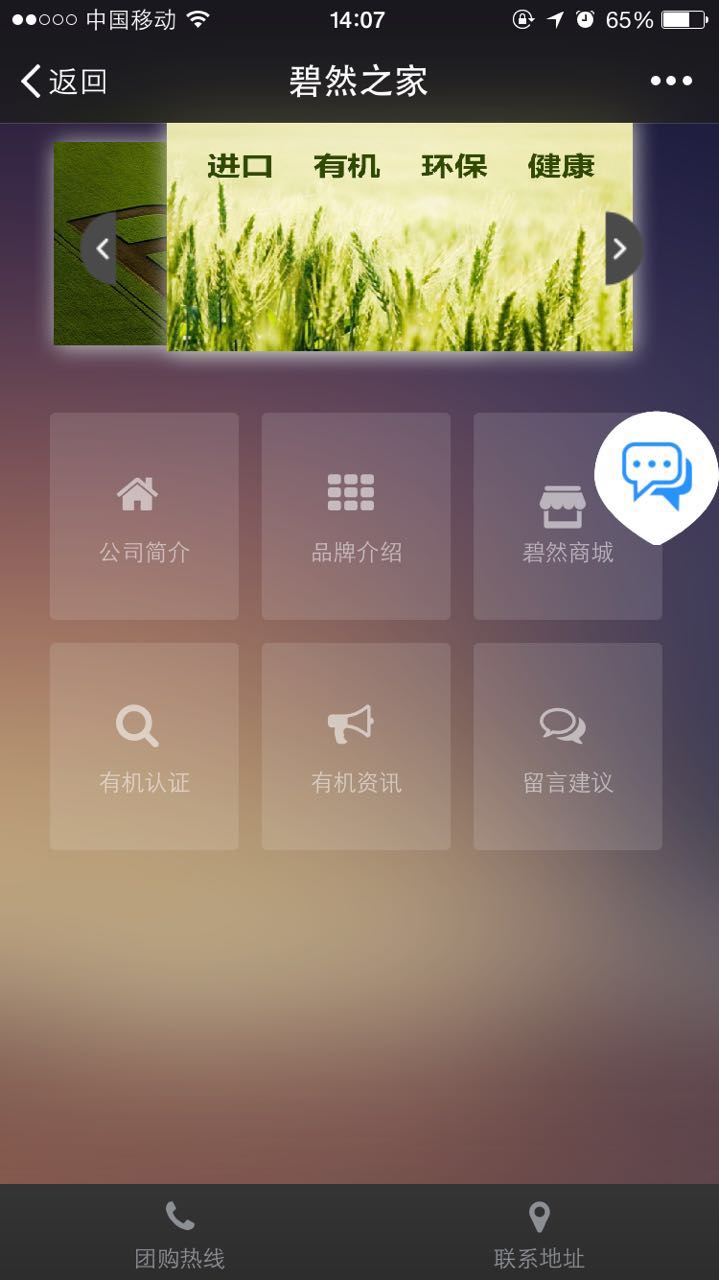 中国移动 14:07 65%
返回 碧然之家
进口 有机 环保 健康
公司简介 品牌介绍 碧然商城
有机认证 有机资讯 留言建议
团购热线 联系地址